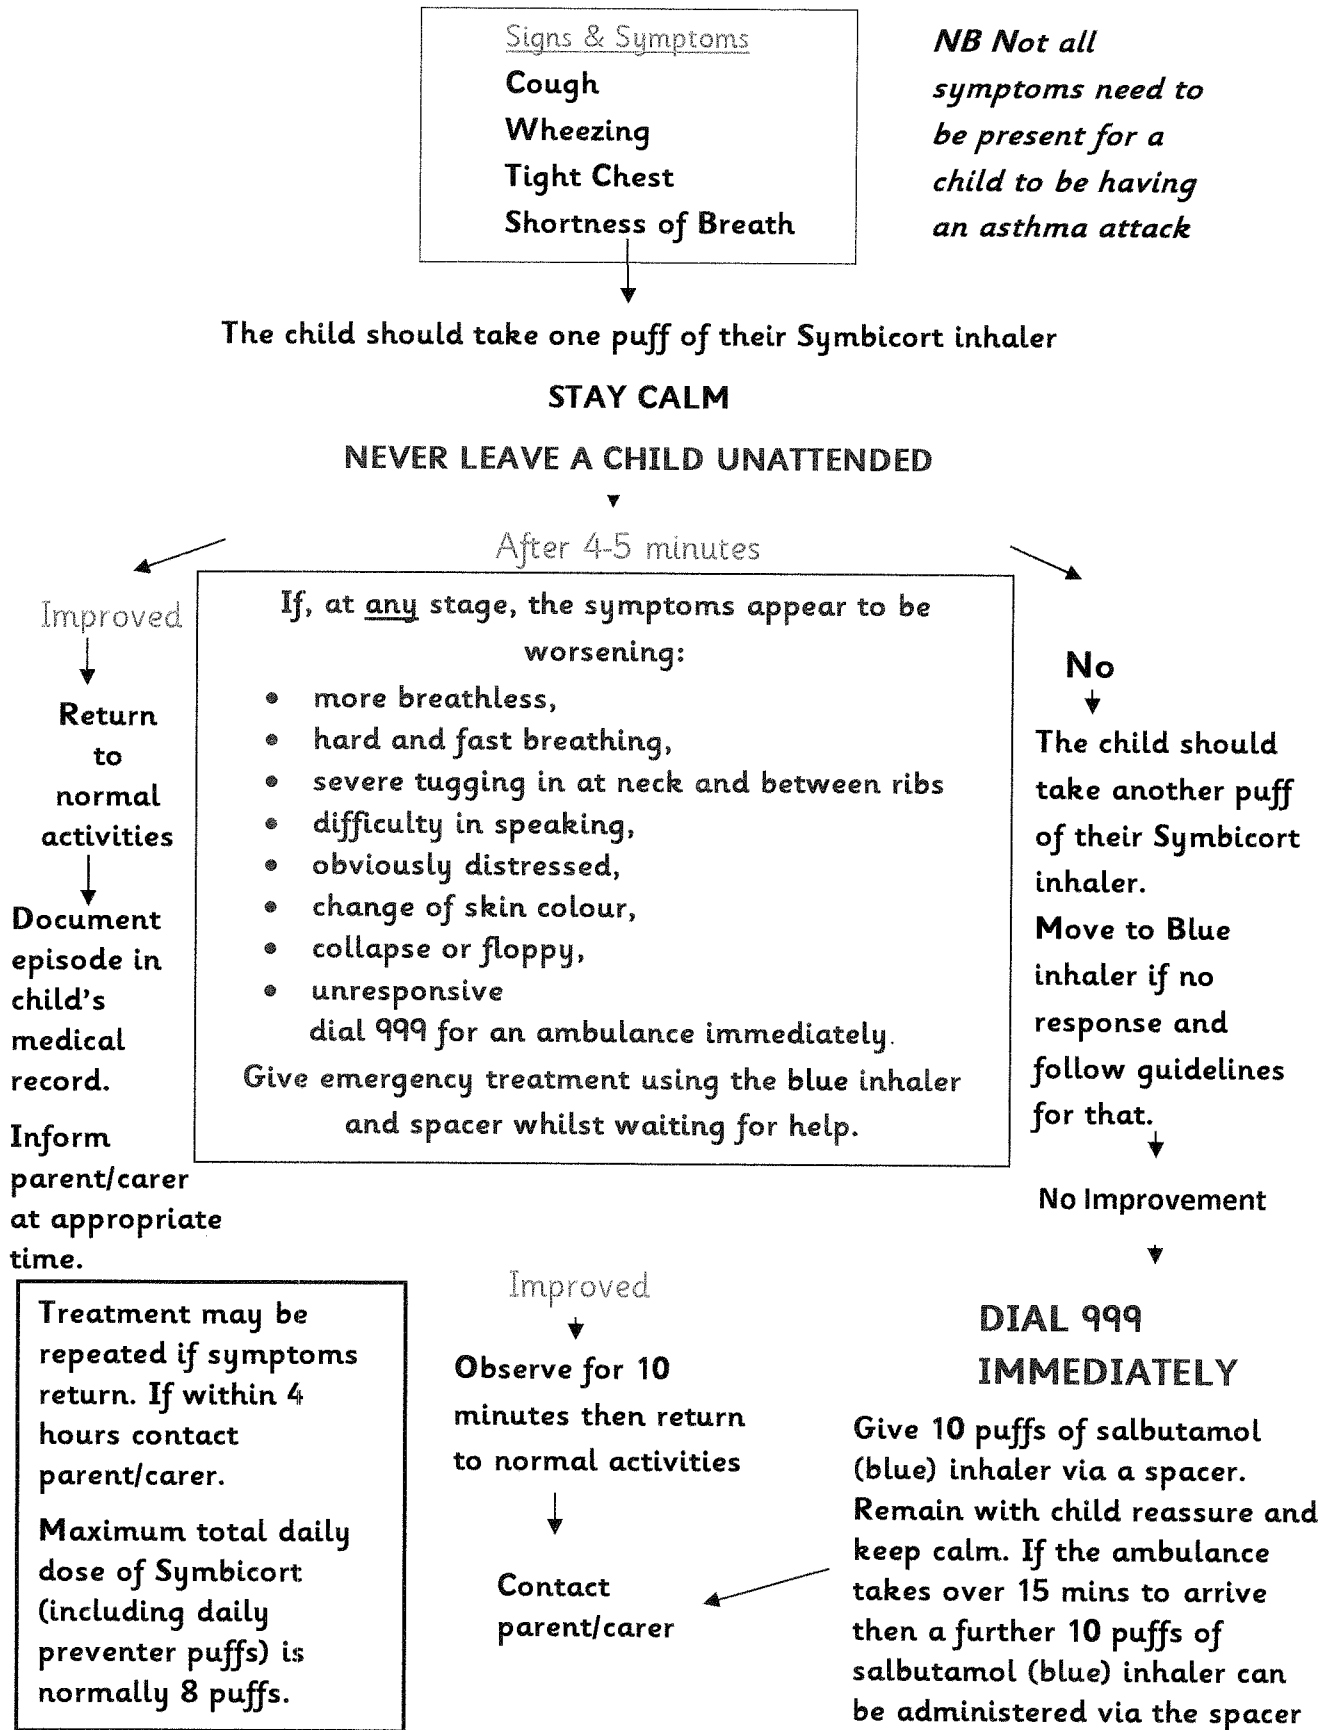 Signs & Symptoms
Cough
Wheezing
Tight Chest
Shortness of Breath
NB Not all
symptoms need to
be present for a
child to be having
an asthma attack
The child should take one puff of their Symbicort inhaler
STAY CALM
NEVER LEAVE A CHILD UNATTENDED
After 4-5 minutes
Improved
Return
to
normal
activities
Document
episode in
child's
medical
record.
Inform
parent/carer
at appropriate
time.
If, at any stage, the symptoms appear to be
worsening:
• more breathless,
• hard and fast breathing,
• severe tugging in at neck and between ribs
• difficulty in speaking,
• obviously distressed,
• change of skin colour,
• collapse or floppy,
• unresponsive
dial 999 for an ambulance immediately.
Give emergency treatment using the blue inhaler
and spacer whilst waiting for help.
No
The child should
take another puff
of their Symbicort
inhaler.
Move to Blue
inhaler if no
response and
follow guidelines
for that.
No Improvement
DIAL 999
IMMEDIATELY
Give 10 puffs of salbutamol
(blue) inhaler via a spacer.
Remain with child reassure and
keep calm. If the ambulance
takes over 15 mins to arrive
then a further 10 puffs of
salbutamol (blue) inhaler can
be administered via the spacer
Improved
Observe for 10
minutes then return
to normal activities
Contact
parent/carer
Treatment may be
repeated if symptoms
return. If within 4
hours contact
parent/carer.
Maximum total daily
dose of Symbicort
(including daily
preventer puffs) is
normally 8 puffs.